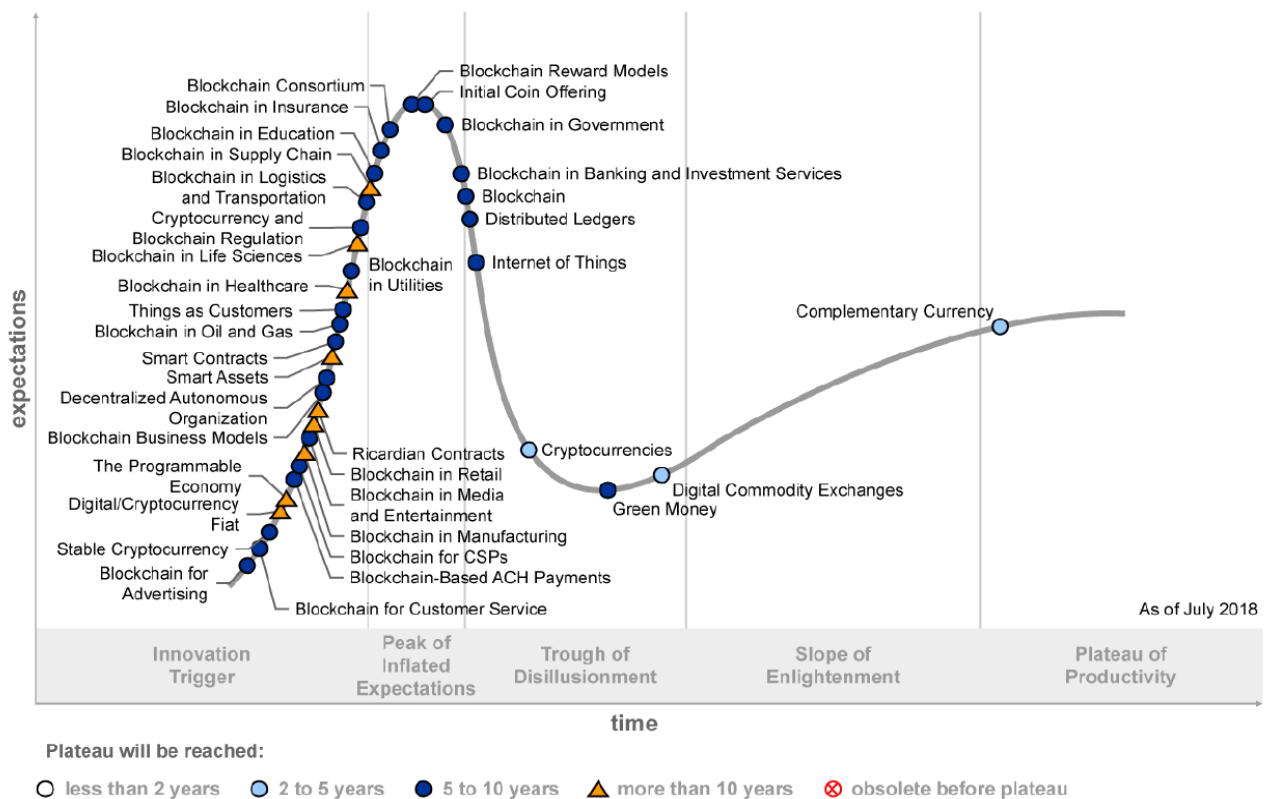 Blockchain Reward Models
Blockchain Consortium
Initial Coin Offering
Blockchain in Insurance
Blockchain in Government
Blockchain in Education
Blockchain in Supply Chain
Blockchain in Banking and Investment Services
Blockchain in Logistics
and Transportation
Blockchain
Cryptocurrency and
Blockchain Regulation
Distributed Ledgers
Blockchain in Life Sciences
Internet of Things
Blockchain
in Utilities
Blockchain in Healthcare
Things as Customers
Complementary Currency
Blockchain in Oil and Gas
Smart Contracts
Smart Assets
Decentralized Autonomous
Organization
Blockchain Business Models
Cryptocurrencies
Ricardian Contracts
The Programmable
Economy
Blockchain in Retail
Digital Commodity Exchanges
Blockchain in Media
and Entertainment
Green Money
Digital/Cryptocurrency
Fiat
Blockchain in Manufacturing
Stable Cryptocurrency
Blockchain for CSPs
Blockchain for
Advertising
Blockchain-Based ACH Payments
Blockchain for Customer Service
As of July 2018
expectations
Innovation
Trigger
Peak of
Inflated
Expectations
Trough of
Disillusionment
Slope of
Enlightenment
Plateau of
Productivity
time
Plateau will be reached:
less than 2 years
2 to 5 years
5 to 10 years
more than 10 years
obsolete before plateau